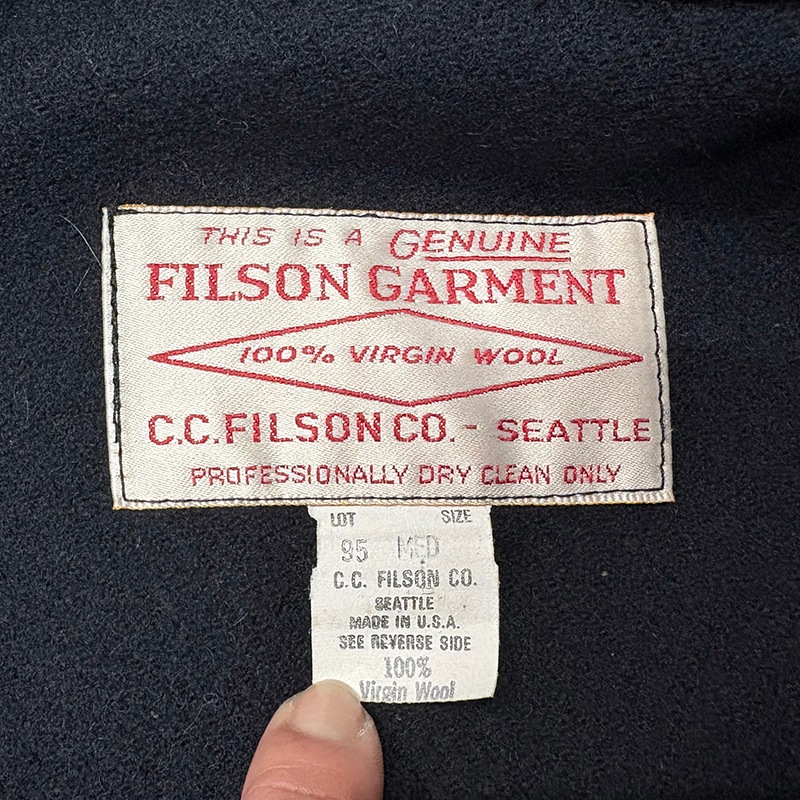 THIS IS A GENUINE
FILSON GARMENT
100% VIRGIN WOOL
C.C. FILSON CO. - SEATTLE
PROFESSIONALLY DRY CLEAN ONLY
LOT SIZE
95 MED
C.C. FILSON CO.
SEATTLE
MADE IN U.S.A.
SEE REVERSE SIDE
100%
Virgin Wool